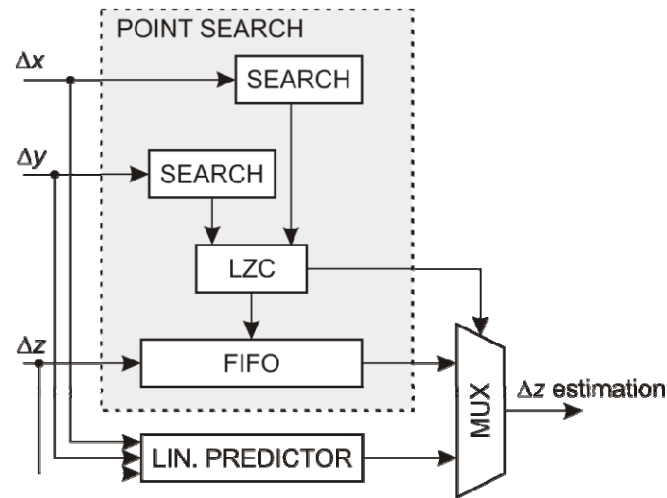 POINT SEARCH
Δx
SEARCH
Δy
SEARCH
LZC
Δz
FIFO
MUX
Δz estimation
LIN. PREDICTOR